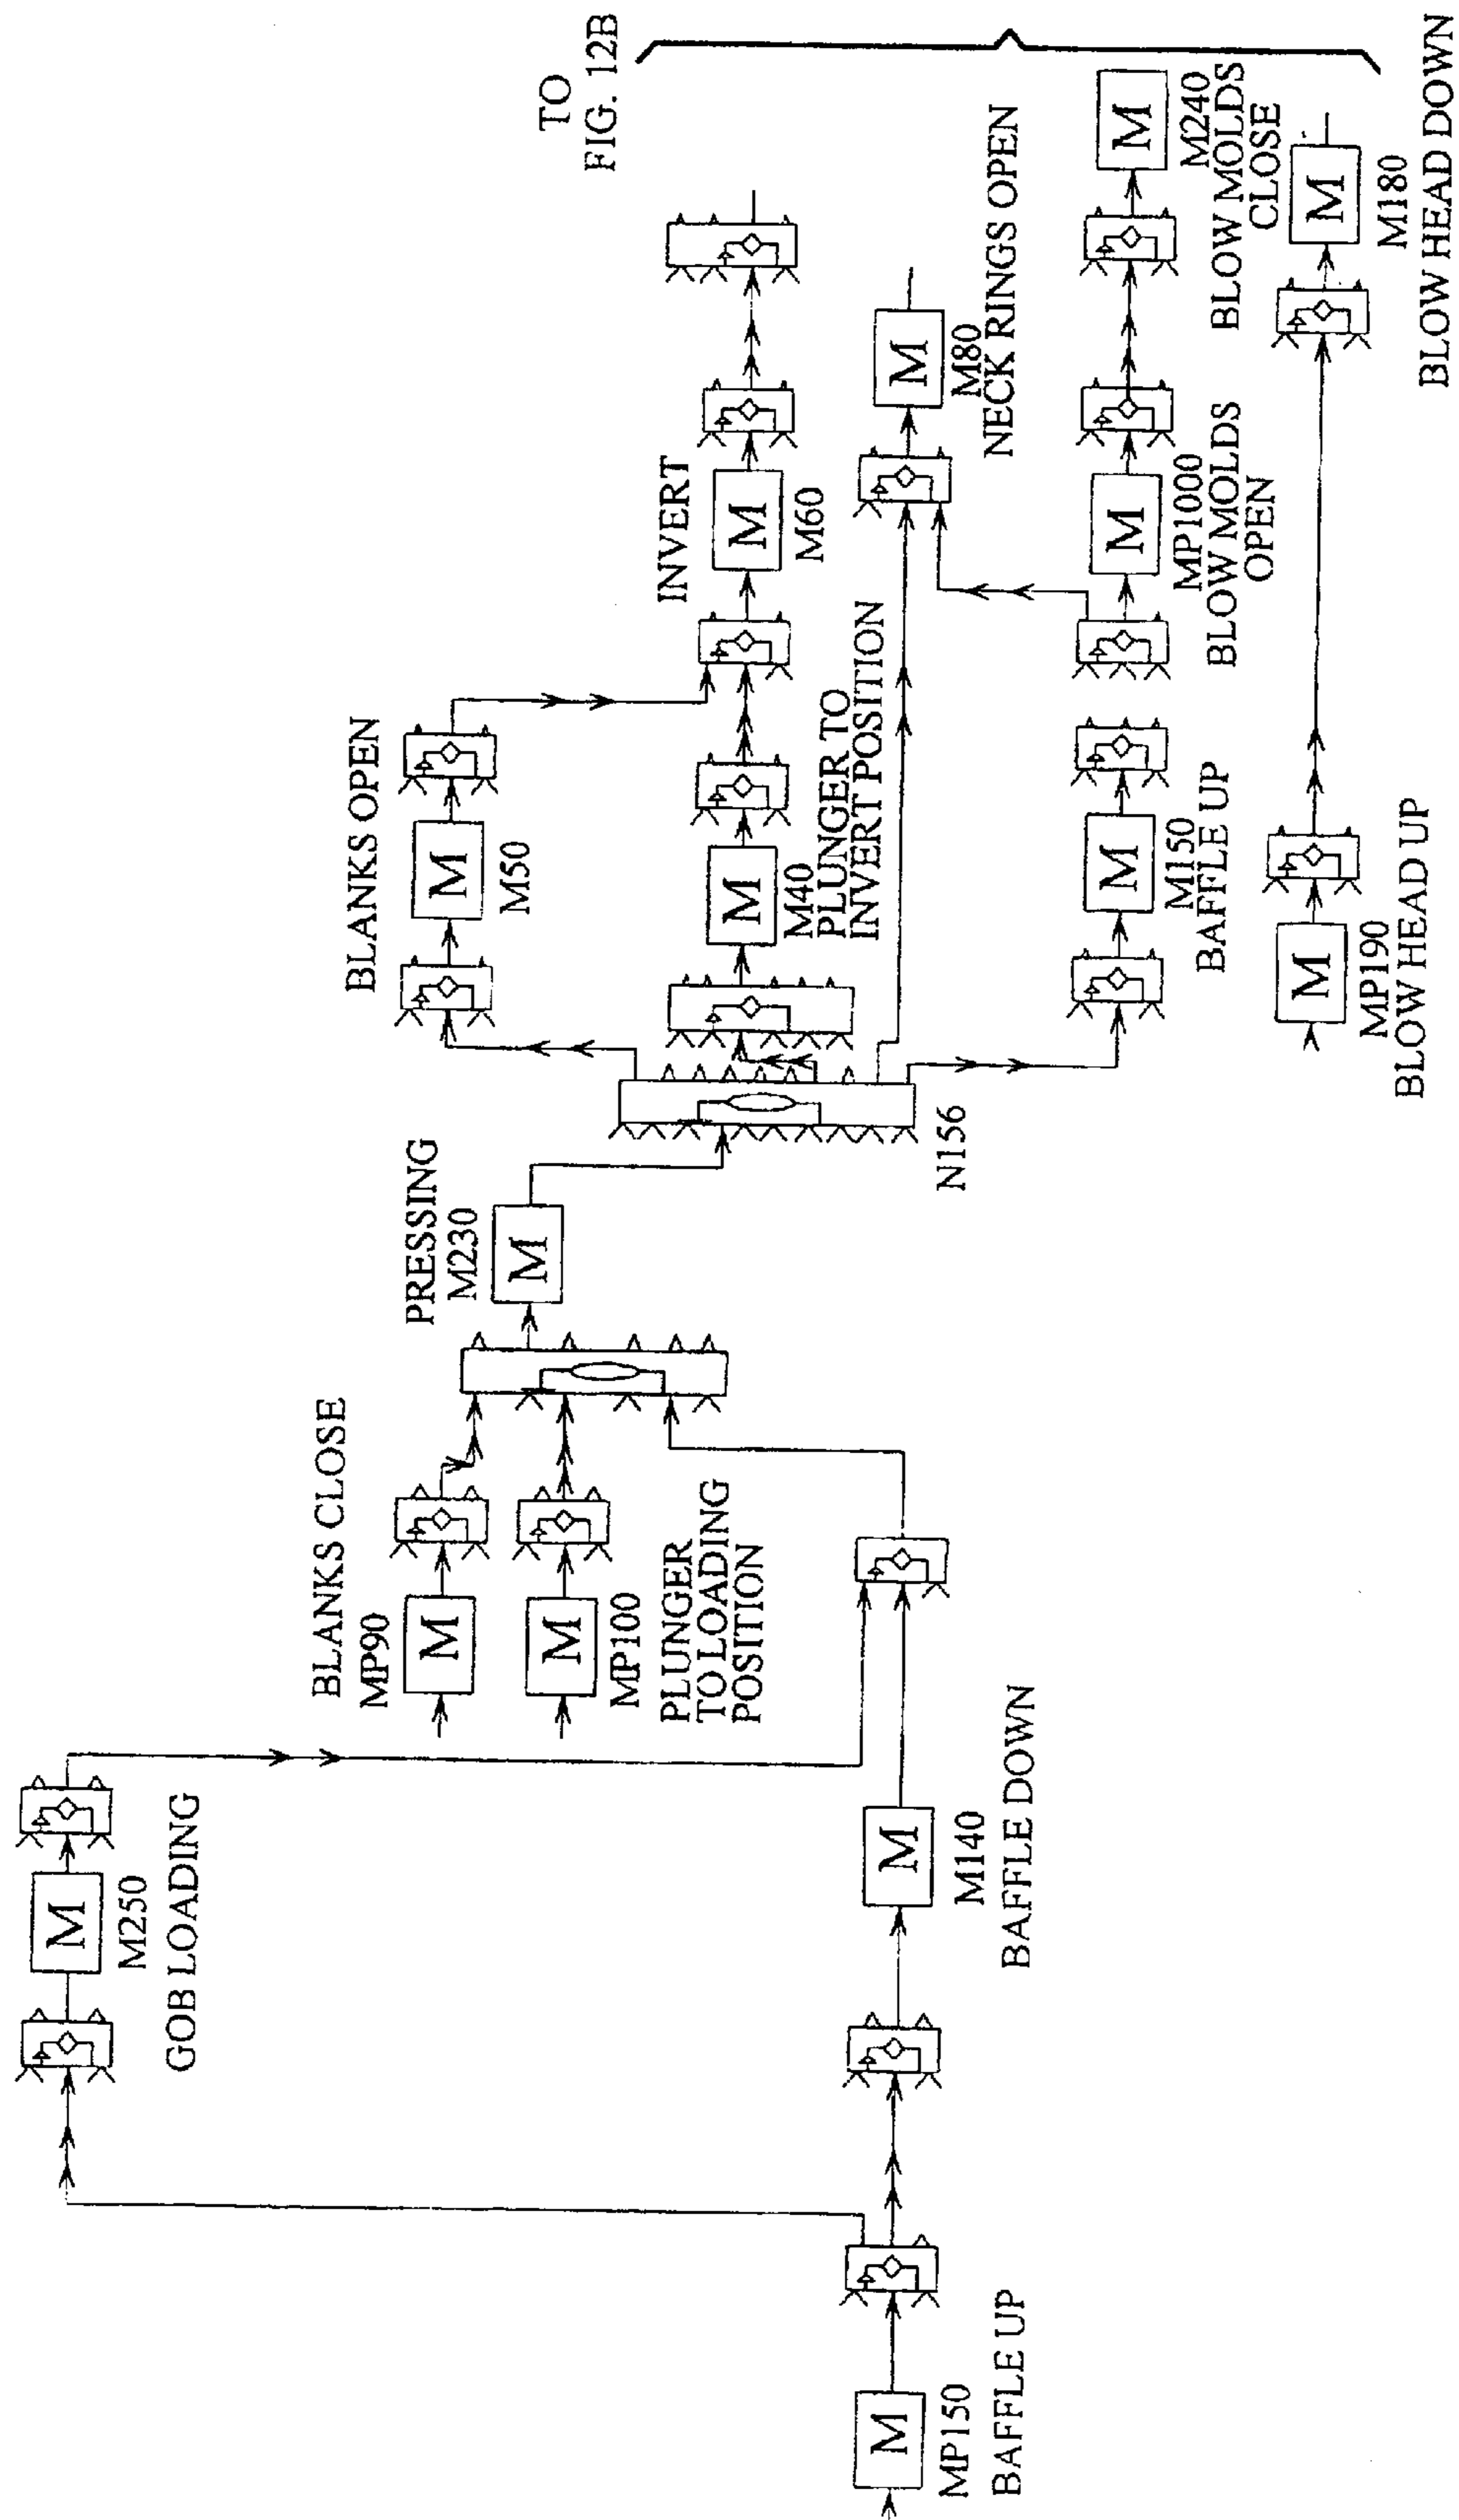 M
M250
GOB LOADING
BLANKS CLOSE
MP90
M
M
MP100
PLUNGER
TO LOADING
POSITION
M
MP150
BAFFLE UP
M
M140
BAFFLE DOWN
PRESSING
M230
M
N156
BLANKS OPEN
M
M50
M
M40
PLUNGER TO
INVERT POSITION
INVERT
M
M60
M
M80
NECK RINGS OPEN
M
M150
BAFFLE UP
M
MP1000
BLOW MOLDS
OPEN
M
M240
BLOW MOLDS
CLOSE
M
MP190
BLOW HEAD UP
M
M180
BLOW HEAD DOWN
TO
FIG. 12B